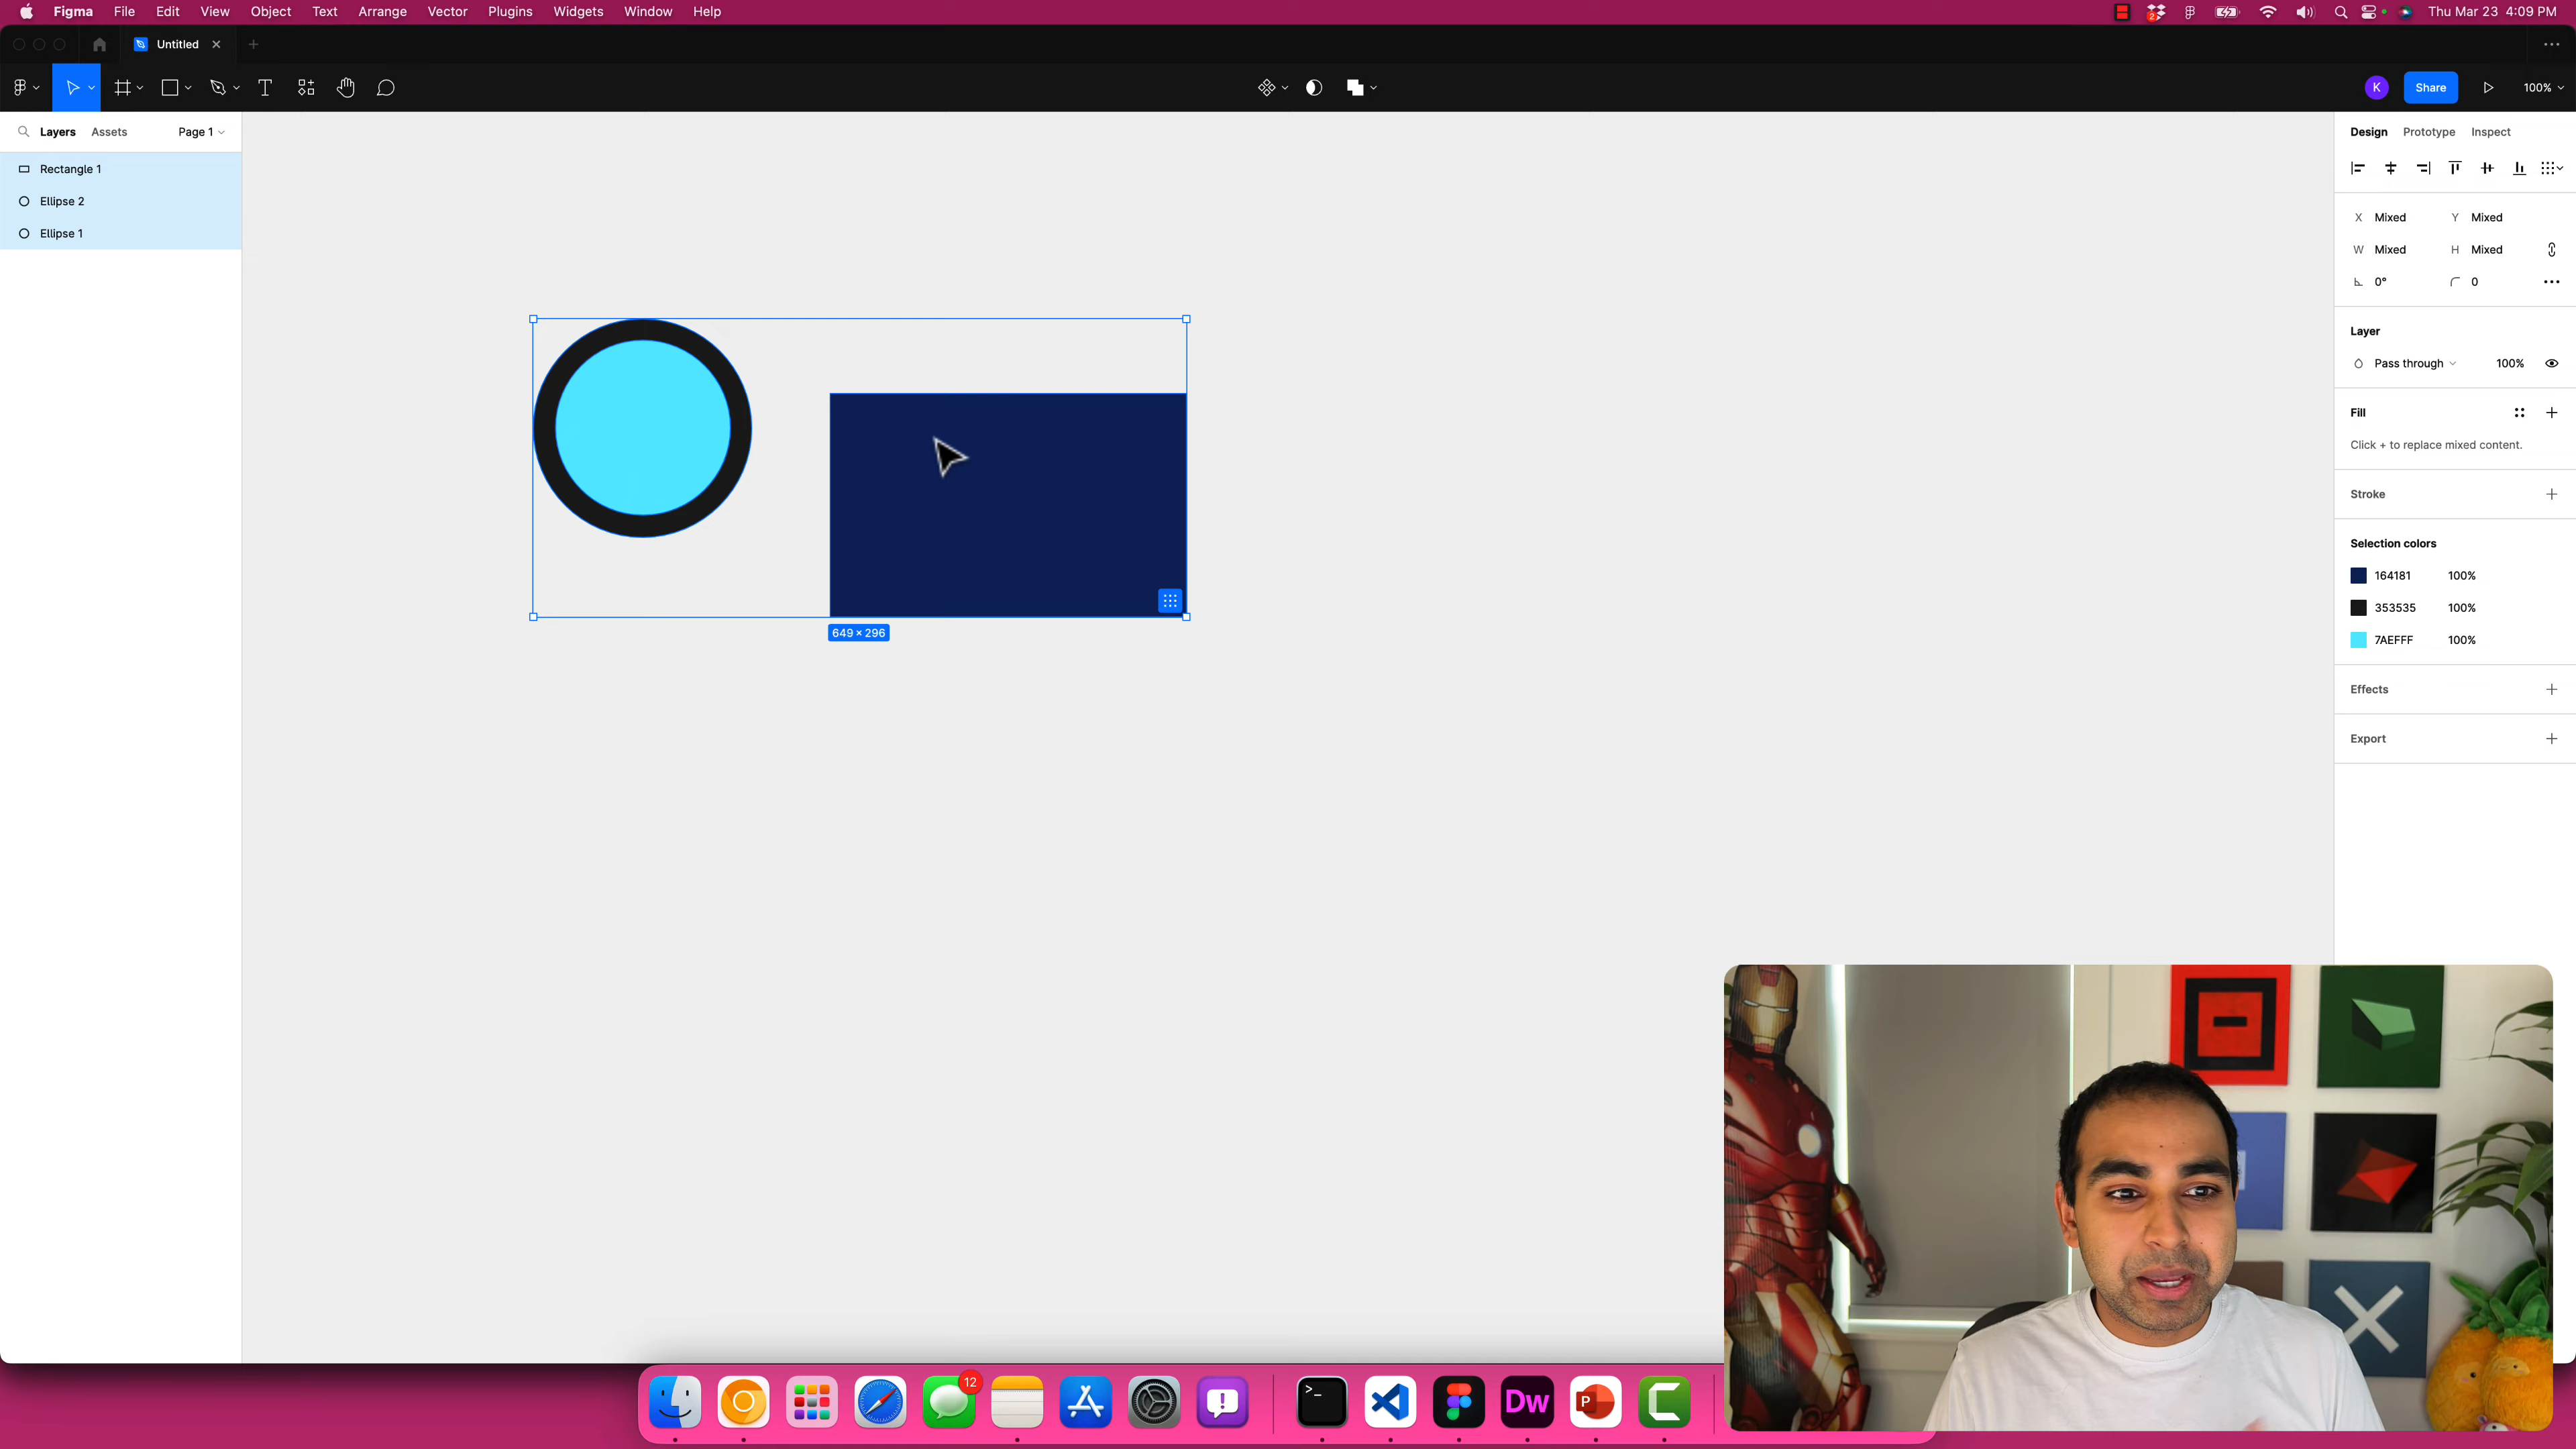 Figma File Edit View Object Text Arrange Vector Plugins Widgets Window Help
2
Thu Mar 23 4:09 PM
Untitled
K
Share
100%
Layers Assets Page 1
Design Prototype Inspect
Rectangle 1
Ellipse 2
Ellipse 1
X Mixed Y Mixed
W Mixed H Mixed
0° 0
Layer
Pass through 100%
Fill
Click + to replace mixed content.
Stroke
Selection colors
164181 100%
353535 100%
7AEFFF 100%
649 × 296
Effects
Export
12
>_
Dw
P